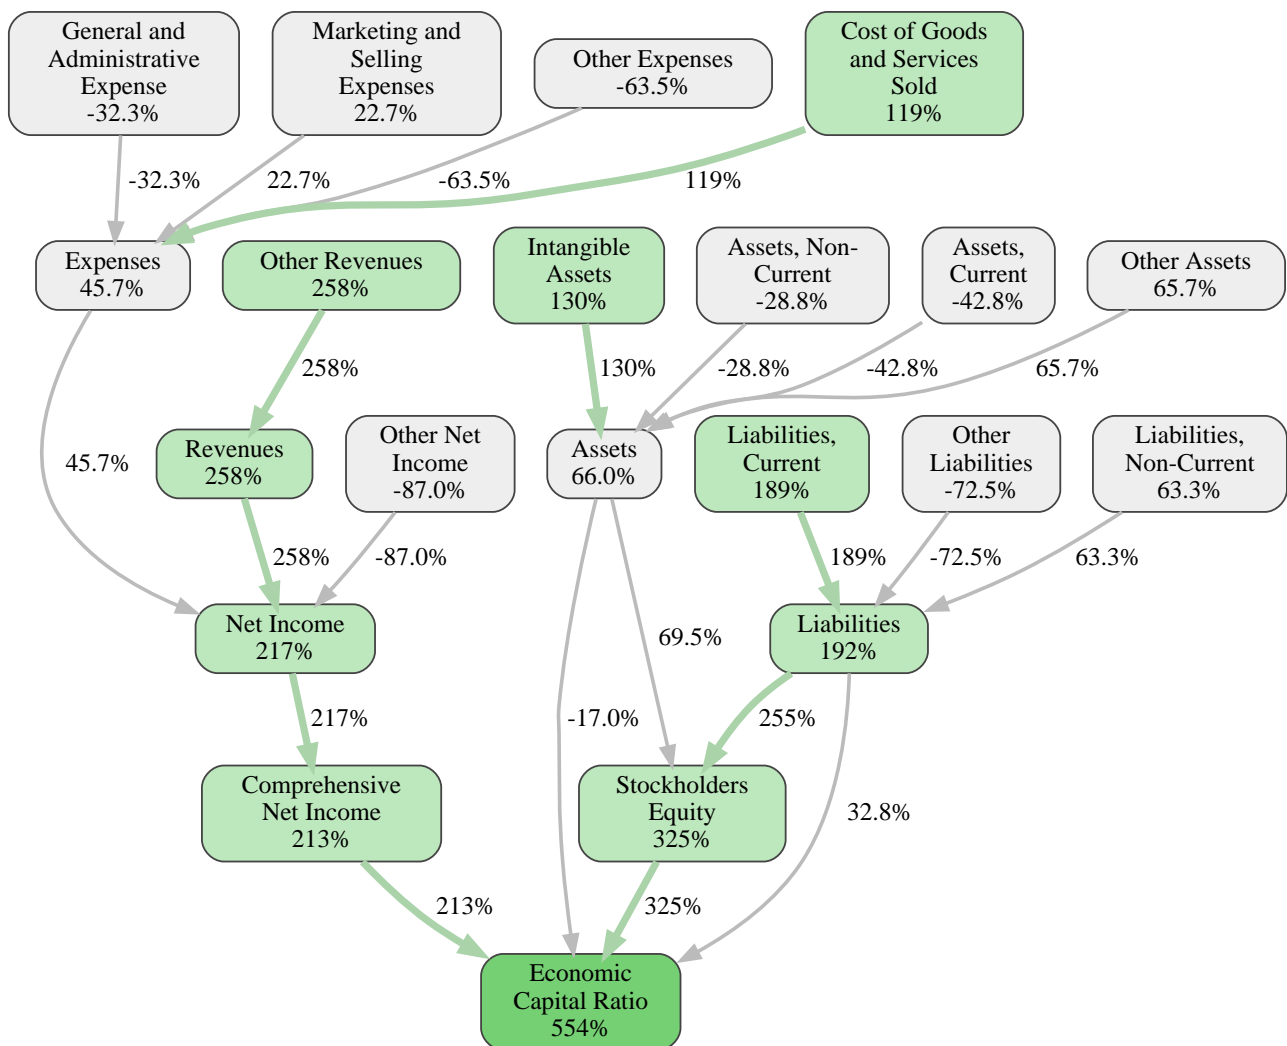 General and
Administrative
Expense
-32.3%
Marketing and
Selling
Expenses
22.7%
Other Expenses
-63.5%
Cost of Goods
and Services
Sold
119%
-32.3%
22.7%
-63.5%
119%
Expenses
45.7%
Other Revenues
258%
Intangible
Assets
130%
Assets, Non-
Current
-28.8%
Assets,
Current
-42.8%
Other Assets
65.7%
258%
130%
-28.8%
-42.8%
65.7%
45.7%
Revenues
258%
Other Net
Income
-87.0%
Assets
66.0%
Liabilities,
Current
189%
Other
Liabilities
-72.5%
Liabilities,
Non-Current
63.3%
258%
-87.0%
189%
-72.5%
63.3%
Net Income
217%
69.5%
Liabilities
192%
217%
-17.0%
255%
Comprehensive
Net Income
213%
Stockholders
Equity
325%
32.8%
213%
325%
Economic
Capital Ratio
554%